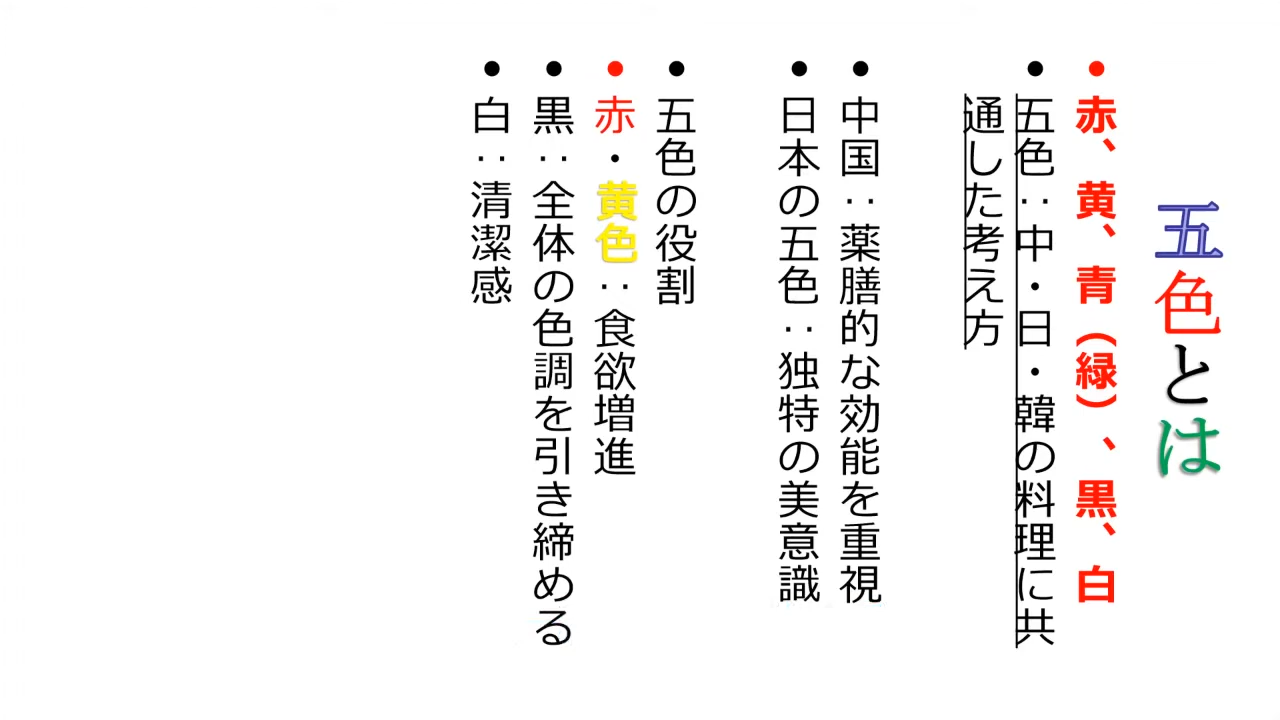 五色とは
• 赤、黄、青（緑）、黒、白
• 五色：中・日・韓の料理に共
通した考え方
• 中国：薬膳的な効能を重視
• 日本の五色：独特の美意識
• 五色の役割
• 赤・黄色：食欲増進
• 黒：全体の色調を引き締める
• 白：清潔感